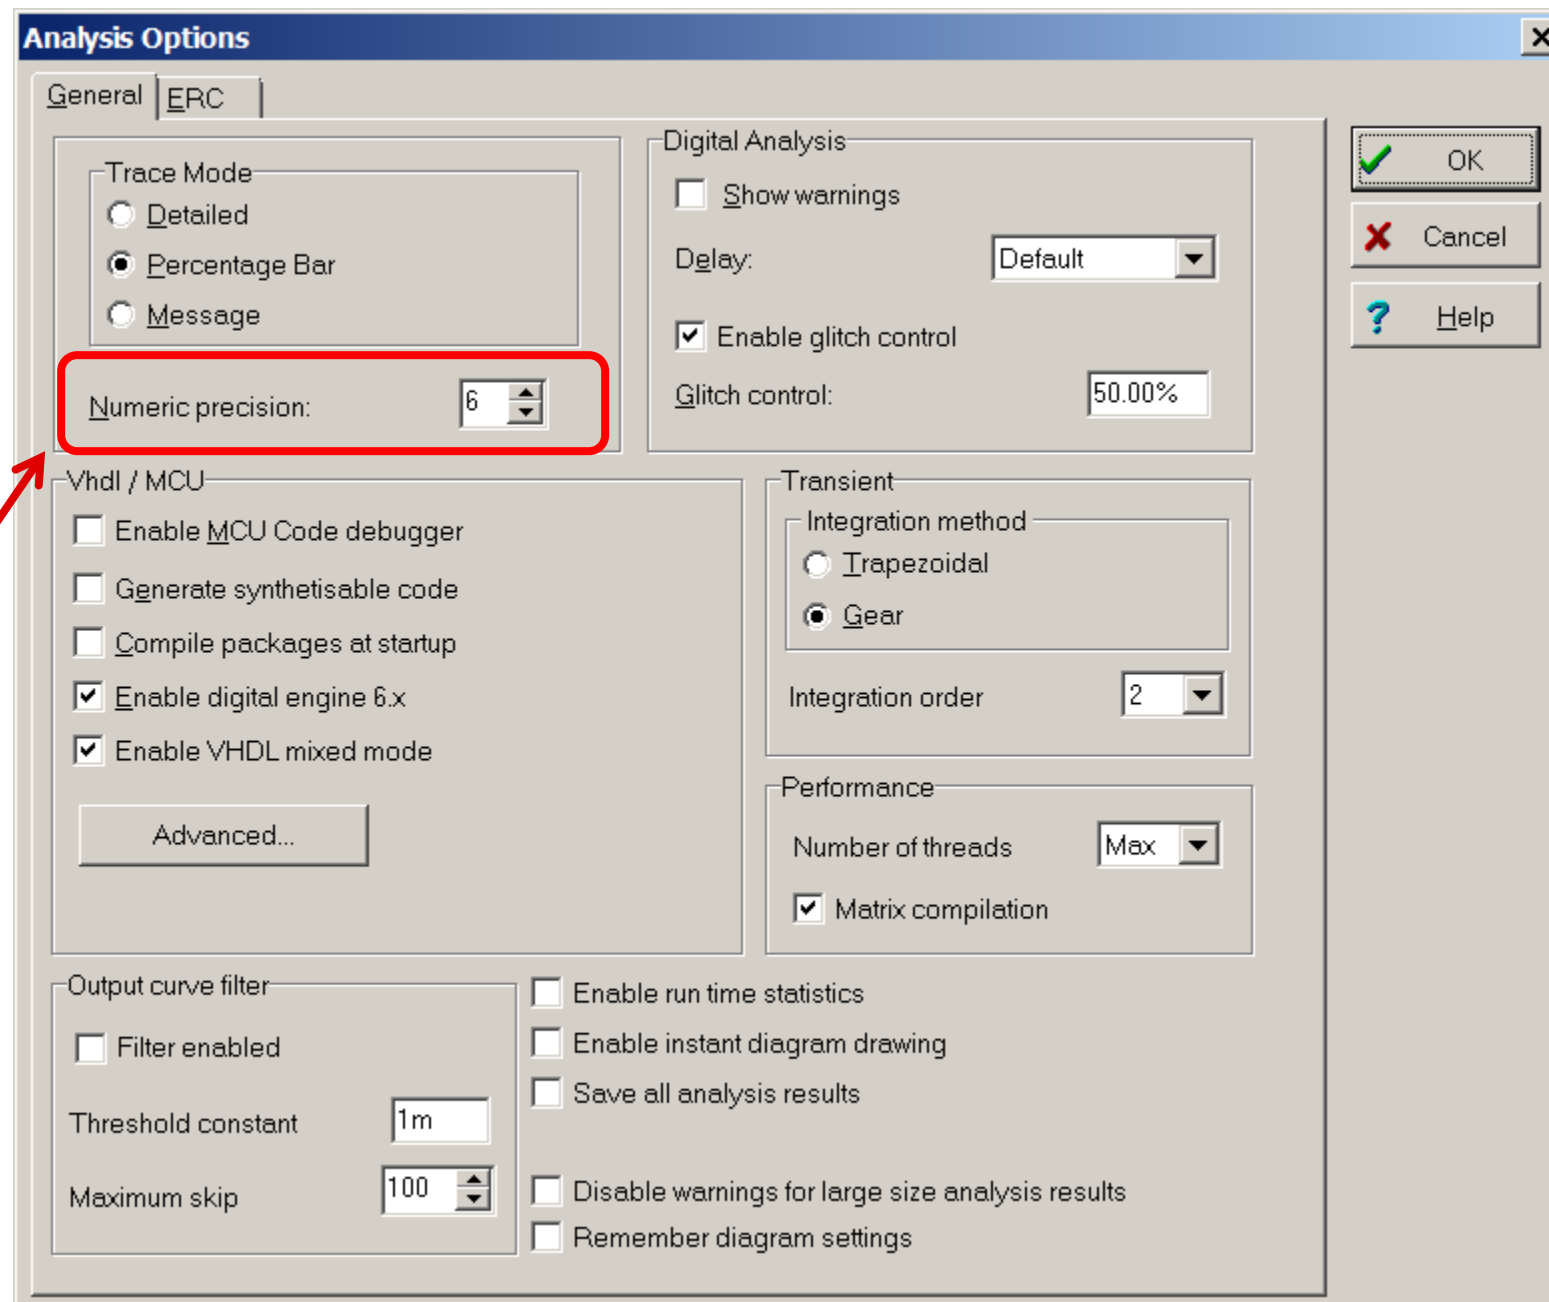 Analysis Options
General
ERC
Trace Mode
Detailed
Percentage Bar
Message
Numeric precision: 6
Digital Analysis
Show warnings
Delay: Default
Enable glitch control
Glitch control: 50.00%
OK
Cancel
Help
Vhdl / MCU
Enable MCU Code debugger
Generate synthetisable code
Compile packages at startup
Enable digital engine 6.x
Enable VHDL mixed mode
Advanced...
Transient
Integration method
Trapezoidal
Gear
Integration order 2
Performance
Number of threads Max
Matrix compilation
Output curve filter
Filter enabled
Threshold constant 1m
Maximum skip 100
Enable run time statistics
Enable instant diagram drawing
Save all analysis results
Disable warnings for large size analysis results
Remember diagram settings